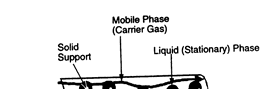 Mobile Phase
(Carrier Gas)
Solid
Support
Liquid (Stationary) Phase